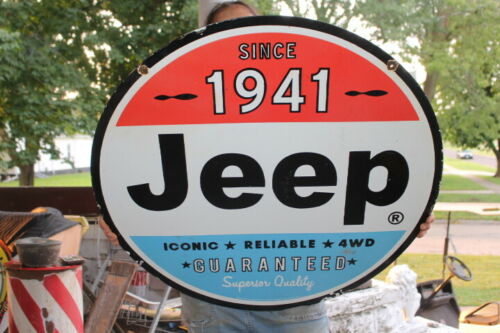 SINCE
1941
Jeep®
ICONIC ★ RELIABLE ★ 4WD
★GUARANTEED★
Superior Quality